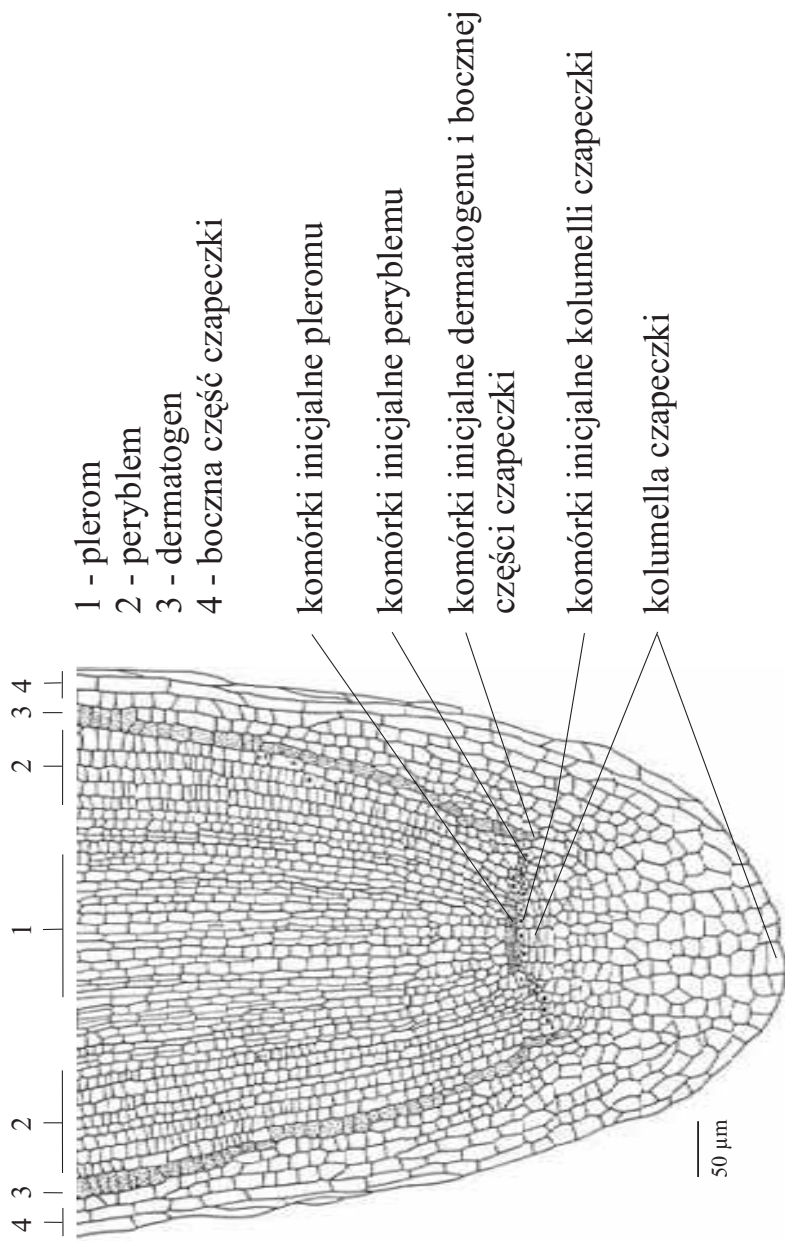 1 - plerom
2 - peryblem
3 - dermatogen
4 - boczna część czapeczki
komórki inicjalne pleromu
komórki inicjalne peryblemu
komórki inicjalne dermatogenu i bocznej
części czapeczki
komórki inicjalne kolumelli czapeczki
kolumella czapeczki
4 3 2 1 2 3 4
50 µm